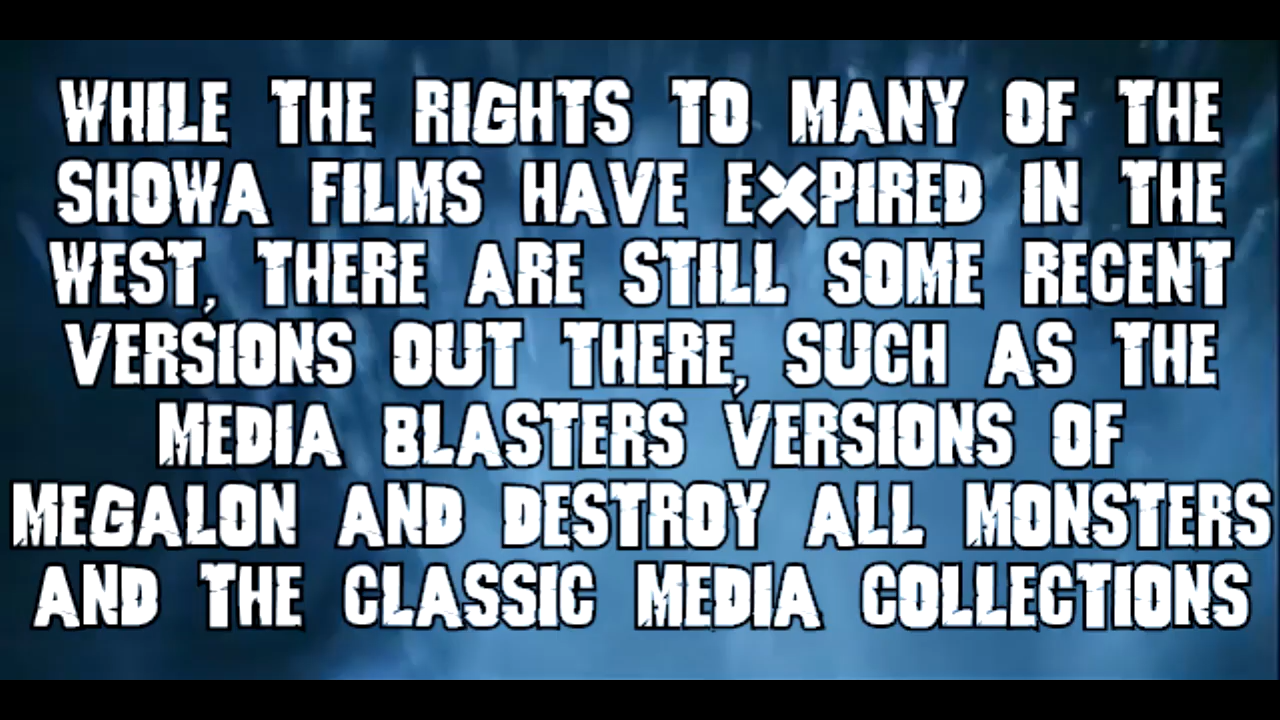 WHILE THE RIGHTS TO MANY OF THE
SHOWA FILMS HAVE EXPIRED IN THE
WEST, THERE ARE STILL SOME RECENT
VERSIONS OUT THERE, SUCH AS THE
MEDIA BLASTERS VERSIONS OF
MEGALON AND DESTROY ALL MONSTERS
AND THE CLASSIC MEDIA COLLECTIONS